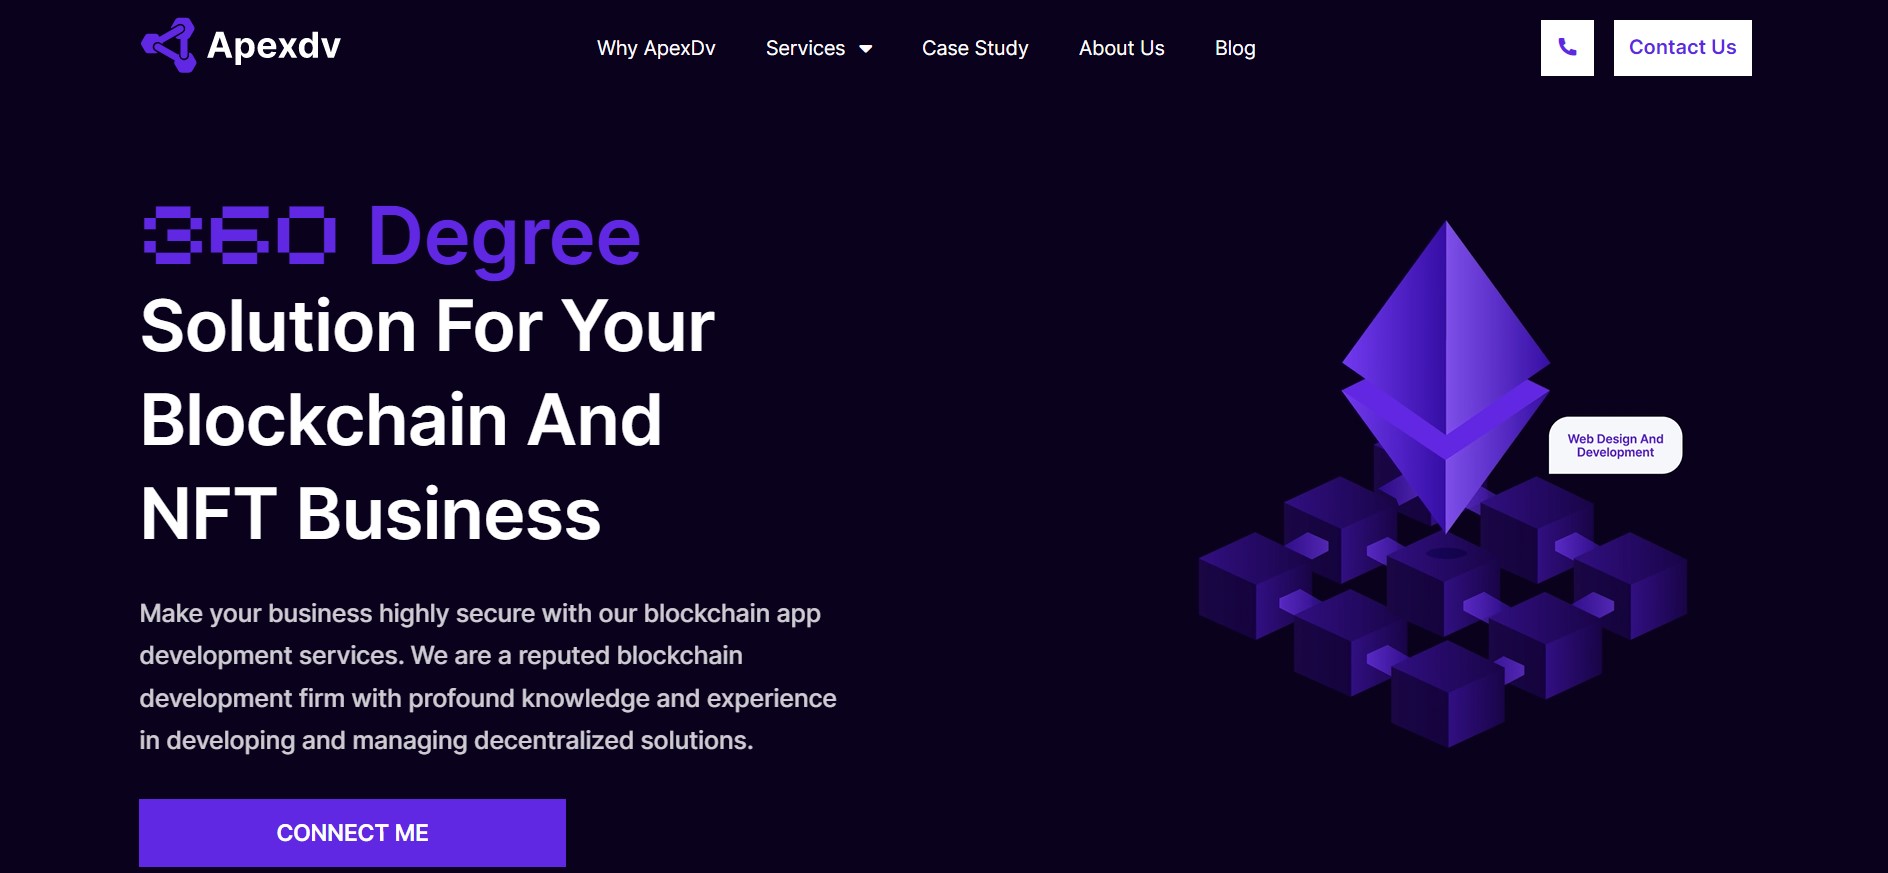 Apexdv
Why ApexDv
Services
Case Study
About Us
Blog
Contact Us
360 Degree
Solution For Your
Blockchain And
NFT Business
Make your business highly secure with our blockchain app
development services. We are a reputed blockchain
development firm with profound knowledge and experience
in developing and managing decentralized solutions.
CONNECT ME
Web Design And
Development